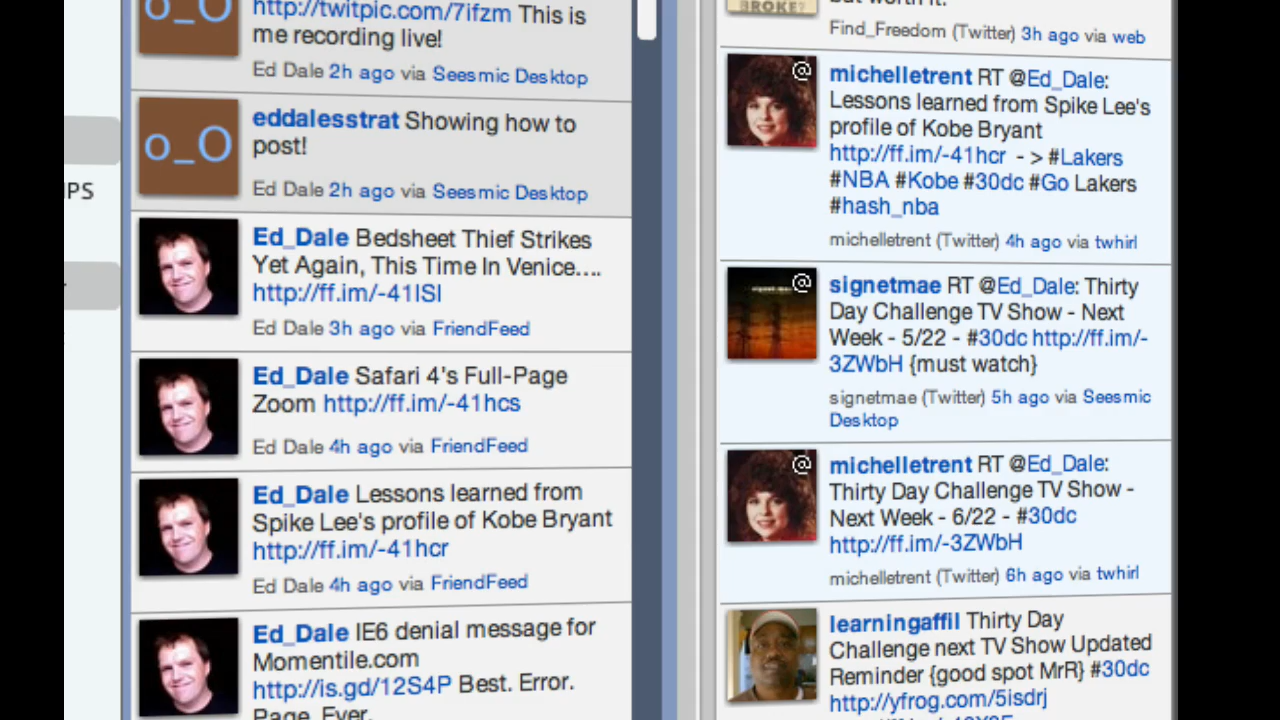 o_O
http://twitpic.com/7ifzm This is
me recording live!
Ed Dale 2h ago via Seesmic Desktop
o_O
eddalesstrat Showing how to
post!
Ed Dale 2h ago via Seesmic Desktop
Ed_Dale Bedsheet Thief Strikes
Yet Again, This Time In Venice....
http://ff.im/-41ISl
Ed Dale 3h ago via FriendFeed
Ed_Dale Safari 4's Full-Page
Zoom http://ff.im/-41hcs
Ed Dale 4h ago via FriendFeed
Ed_Dale Lessons learned from
Spike Lee's profile of Kobe Bryant
http://ff.im/-41hcr
Ed Dale 4h ago via FriendFeed
Ed_Dale IE6 denial message for
Momentile.com
http://is.gd/12S4P Best. Error.
Page. Ever.
BROKE?
but worth it.
Find_Freedom (Twitter) 3h ago via web
@
michelletrent RT @Ed_Dale:
Lessons learned from Spike Lee's
profile of Kobe Bryant
http://ff.im/-41hcr - > #Lakers
#NBA #Kobe #30dc #Go Lakers
#hash_nba
michelletrent (Twitter) 4h ago via twhirl
@
signetmae RT @Ed_Dale: Thirty
Day Challenge TV Show - Next
Week - 5/22 - #30dc http://ff.im/-
3ZWbH {must watch}
signetmae (Twitter) 5h ago via Seesmic
Desktop
@
michelletrent RT @Ed_Dale:
Thirty Day Challenge TV Show -
Next Week - 6/22 - #30dc
http://ff.im/-3ZWbH
michelletrent (Twitter) 6h ago via twhirl
learningaffil Thirty Day
Challenge next TV Show Updated
Reminder {good spot MrR} #30dc
http://yfrog.com/5isdrj